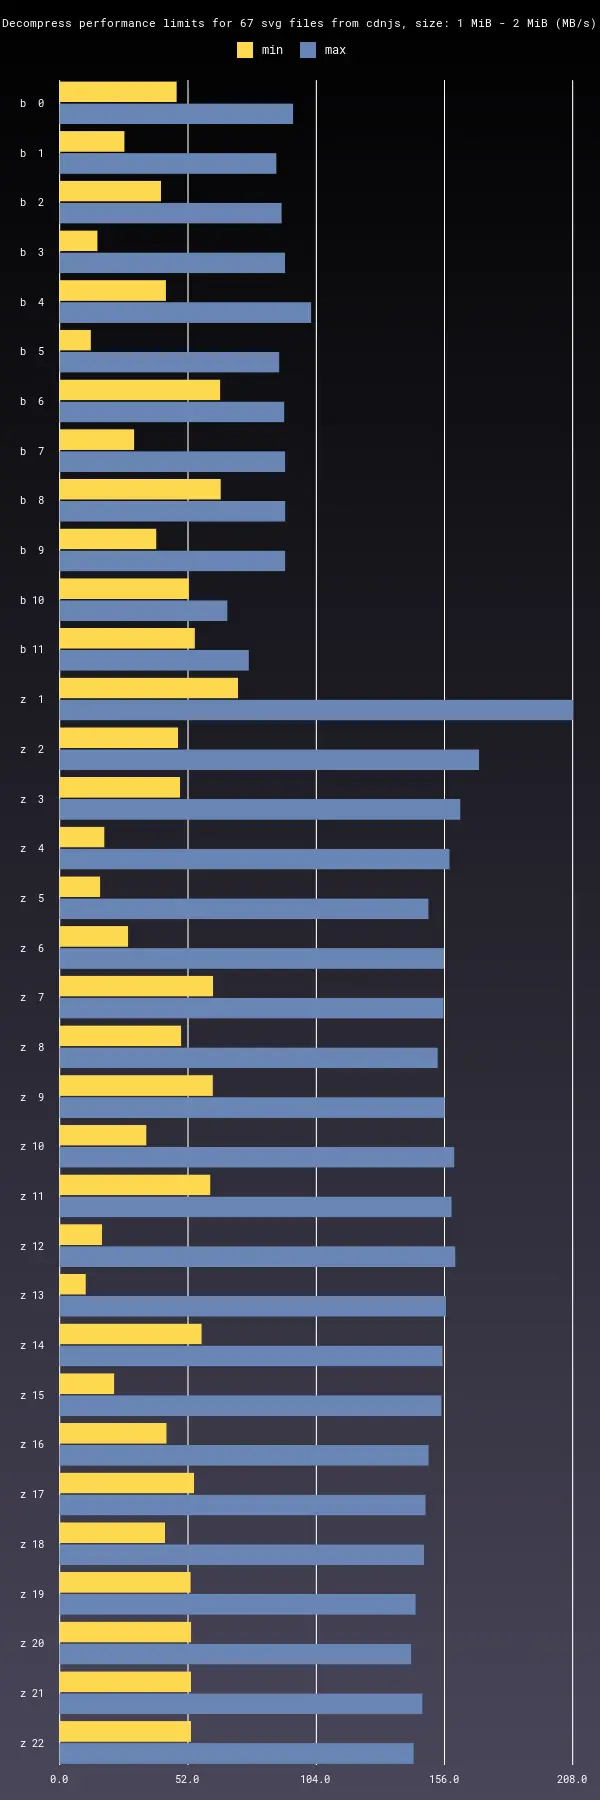 Decompress performance limits for 67 svg files from cdnjs, size: 1 MiB - 2 MiB (MB/s)
min max
b 0
b 1
b 2
b 3
b 4
b 5
b 6
b 7
b 8
b 9
b 10
b 11
z 1
z 2
z 3
z 4
z 5
z 6
z 7
z 8
z 9
z 10
z 11
z 12
z 13
z 14
z 15
z 16
z 17
z 18
z 19
z 20
z 21
z 22
0.0 52.0 104.0 156.0 208.0